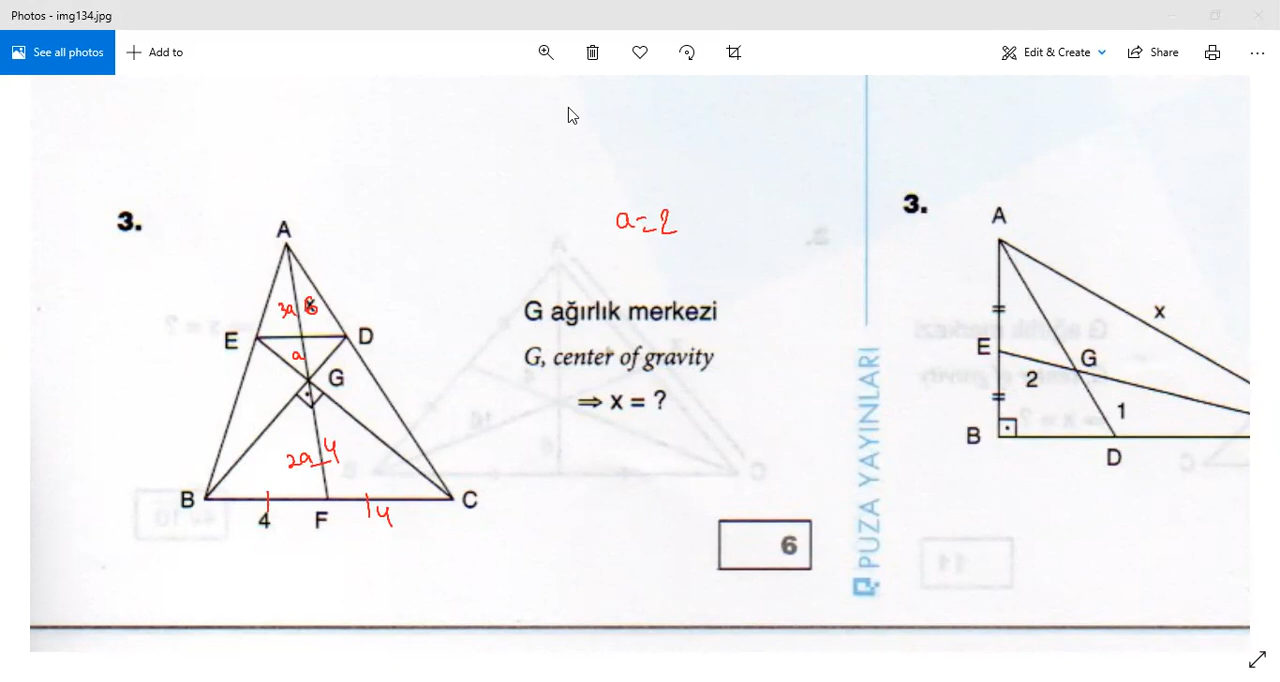 Photos - img134.jpg
See all photos
Add to
Edit & Create
Share
3.
A
3a 6
x
E
D
a
G
2a=4
B
C
4
F
4
a=2
G ağırlık merkezi
G, center of gravity
⇒ x = ?
6
PUZA YAYINLARI
3.
A
x
E
G
2
1
B
D